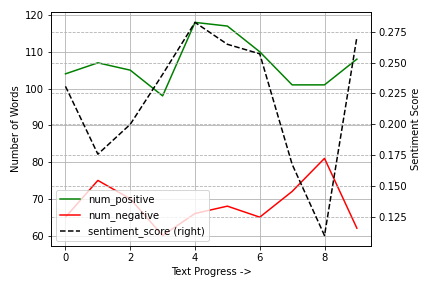 120
110
100
90
80
70
60
Number of Words
0.275
0.250
0.225
0.200
0.175
0.150
0.125
Sentiment Score
num_positive
num_negative
sentiment_score (right)
0 2 4 6 8
Text Progress ->